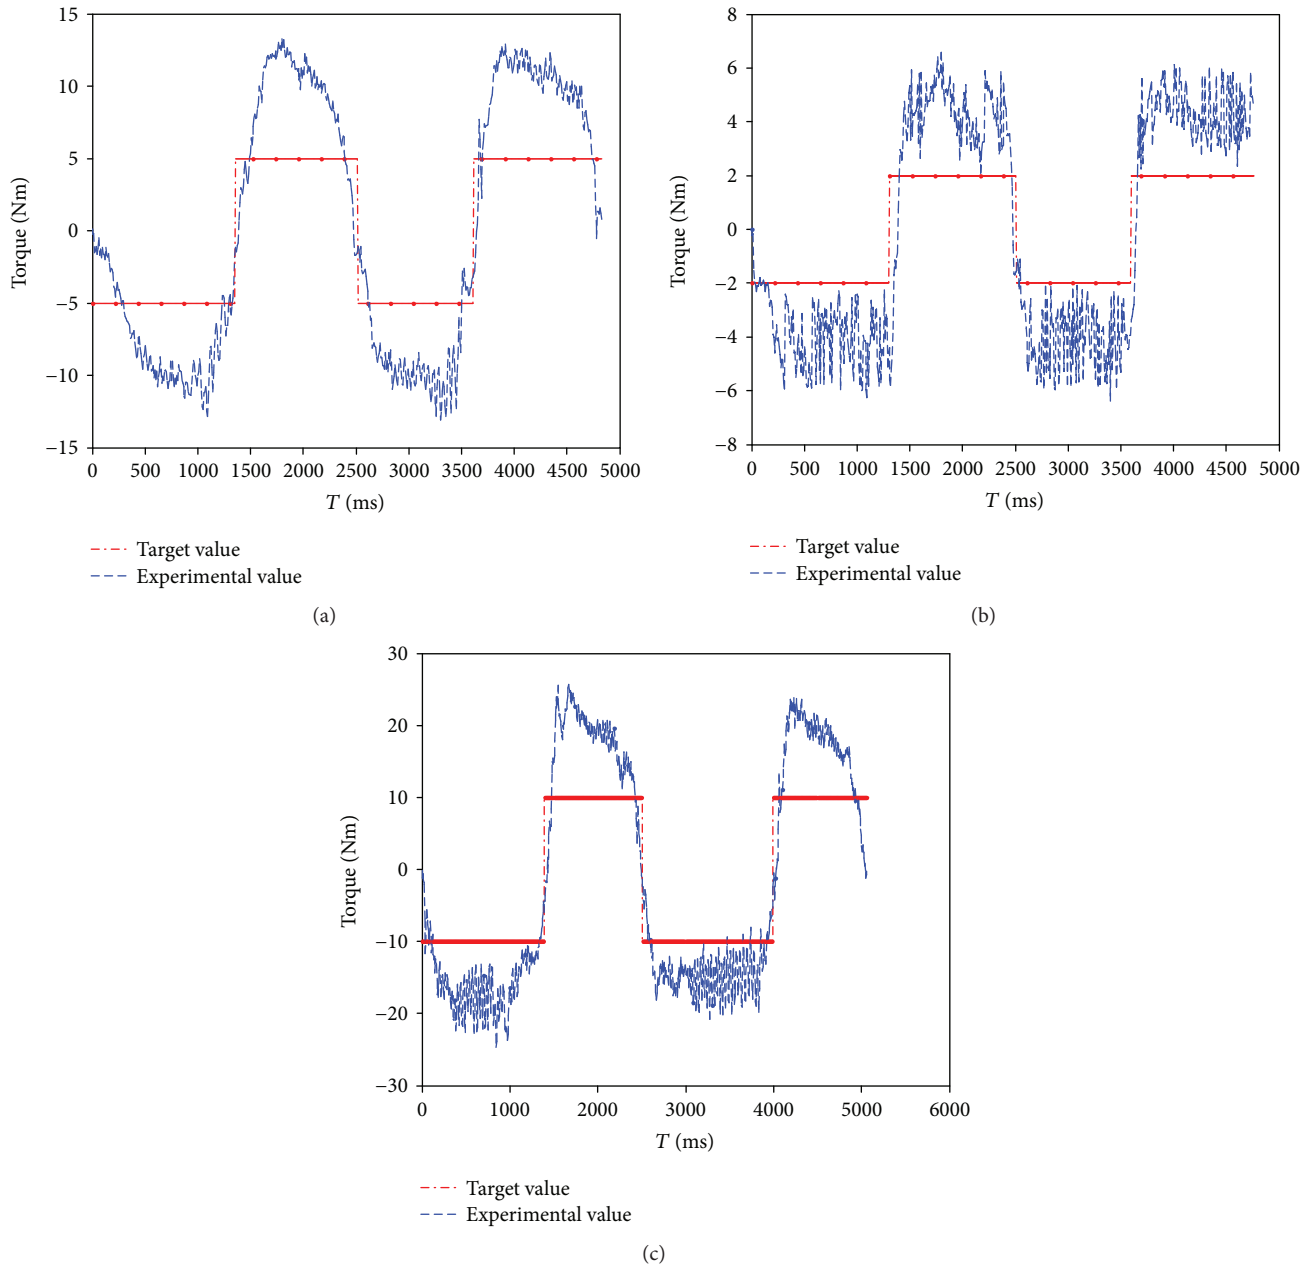 15
10
5
0
−5
−10
−15
Torque (Nm)
0 500 1000 1500 2000 2500 3000 3500 4000 4500 5000
T (ms)
Target value
Experimental value
(a)
8
6
4
2
0
−2
−4
−6
−8
Torque (Nm)
0 500 1000 1500 2000 2500 3000 3500 4000 4500 5000
T (ms)
Target value
Experimental value
(b)
30
20
10
0
−10
−20
−30
Torque (Nm)
0 1000 2000 3000 4000 5000 6000
T (ms)
Target value
Experimental value
(c)